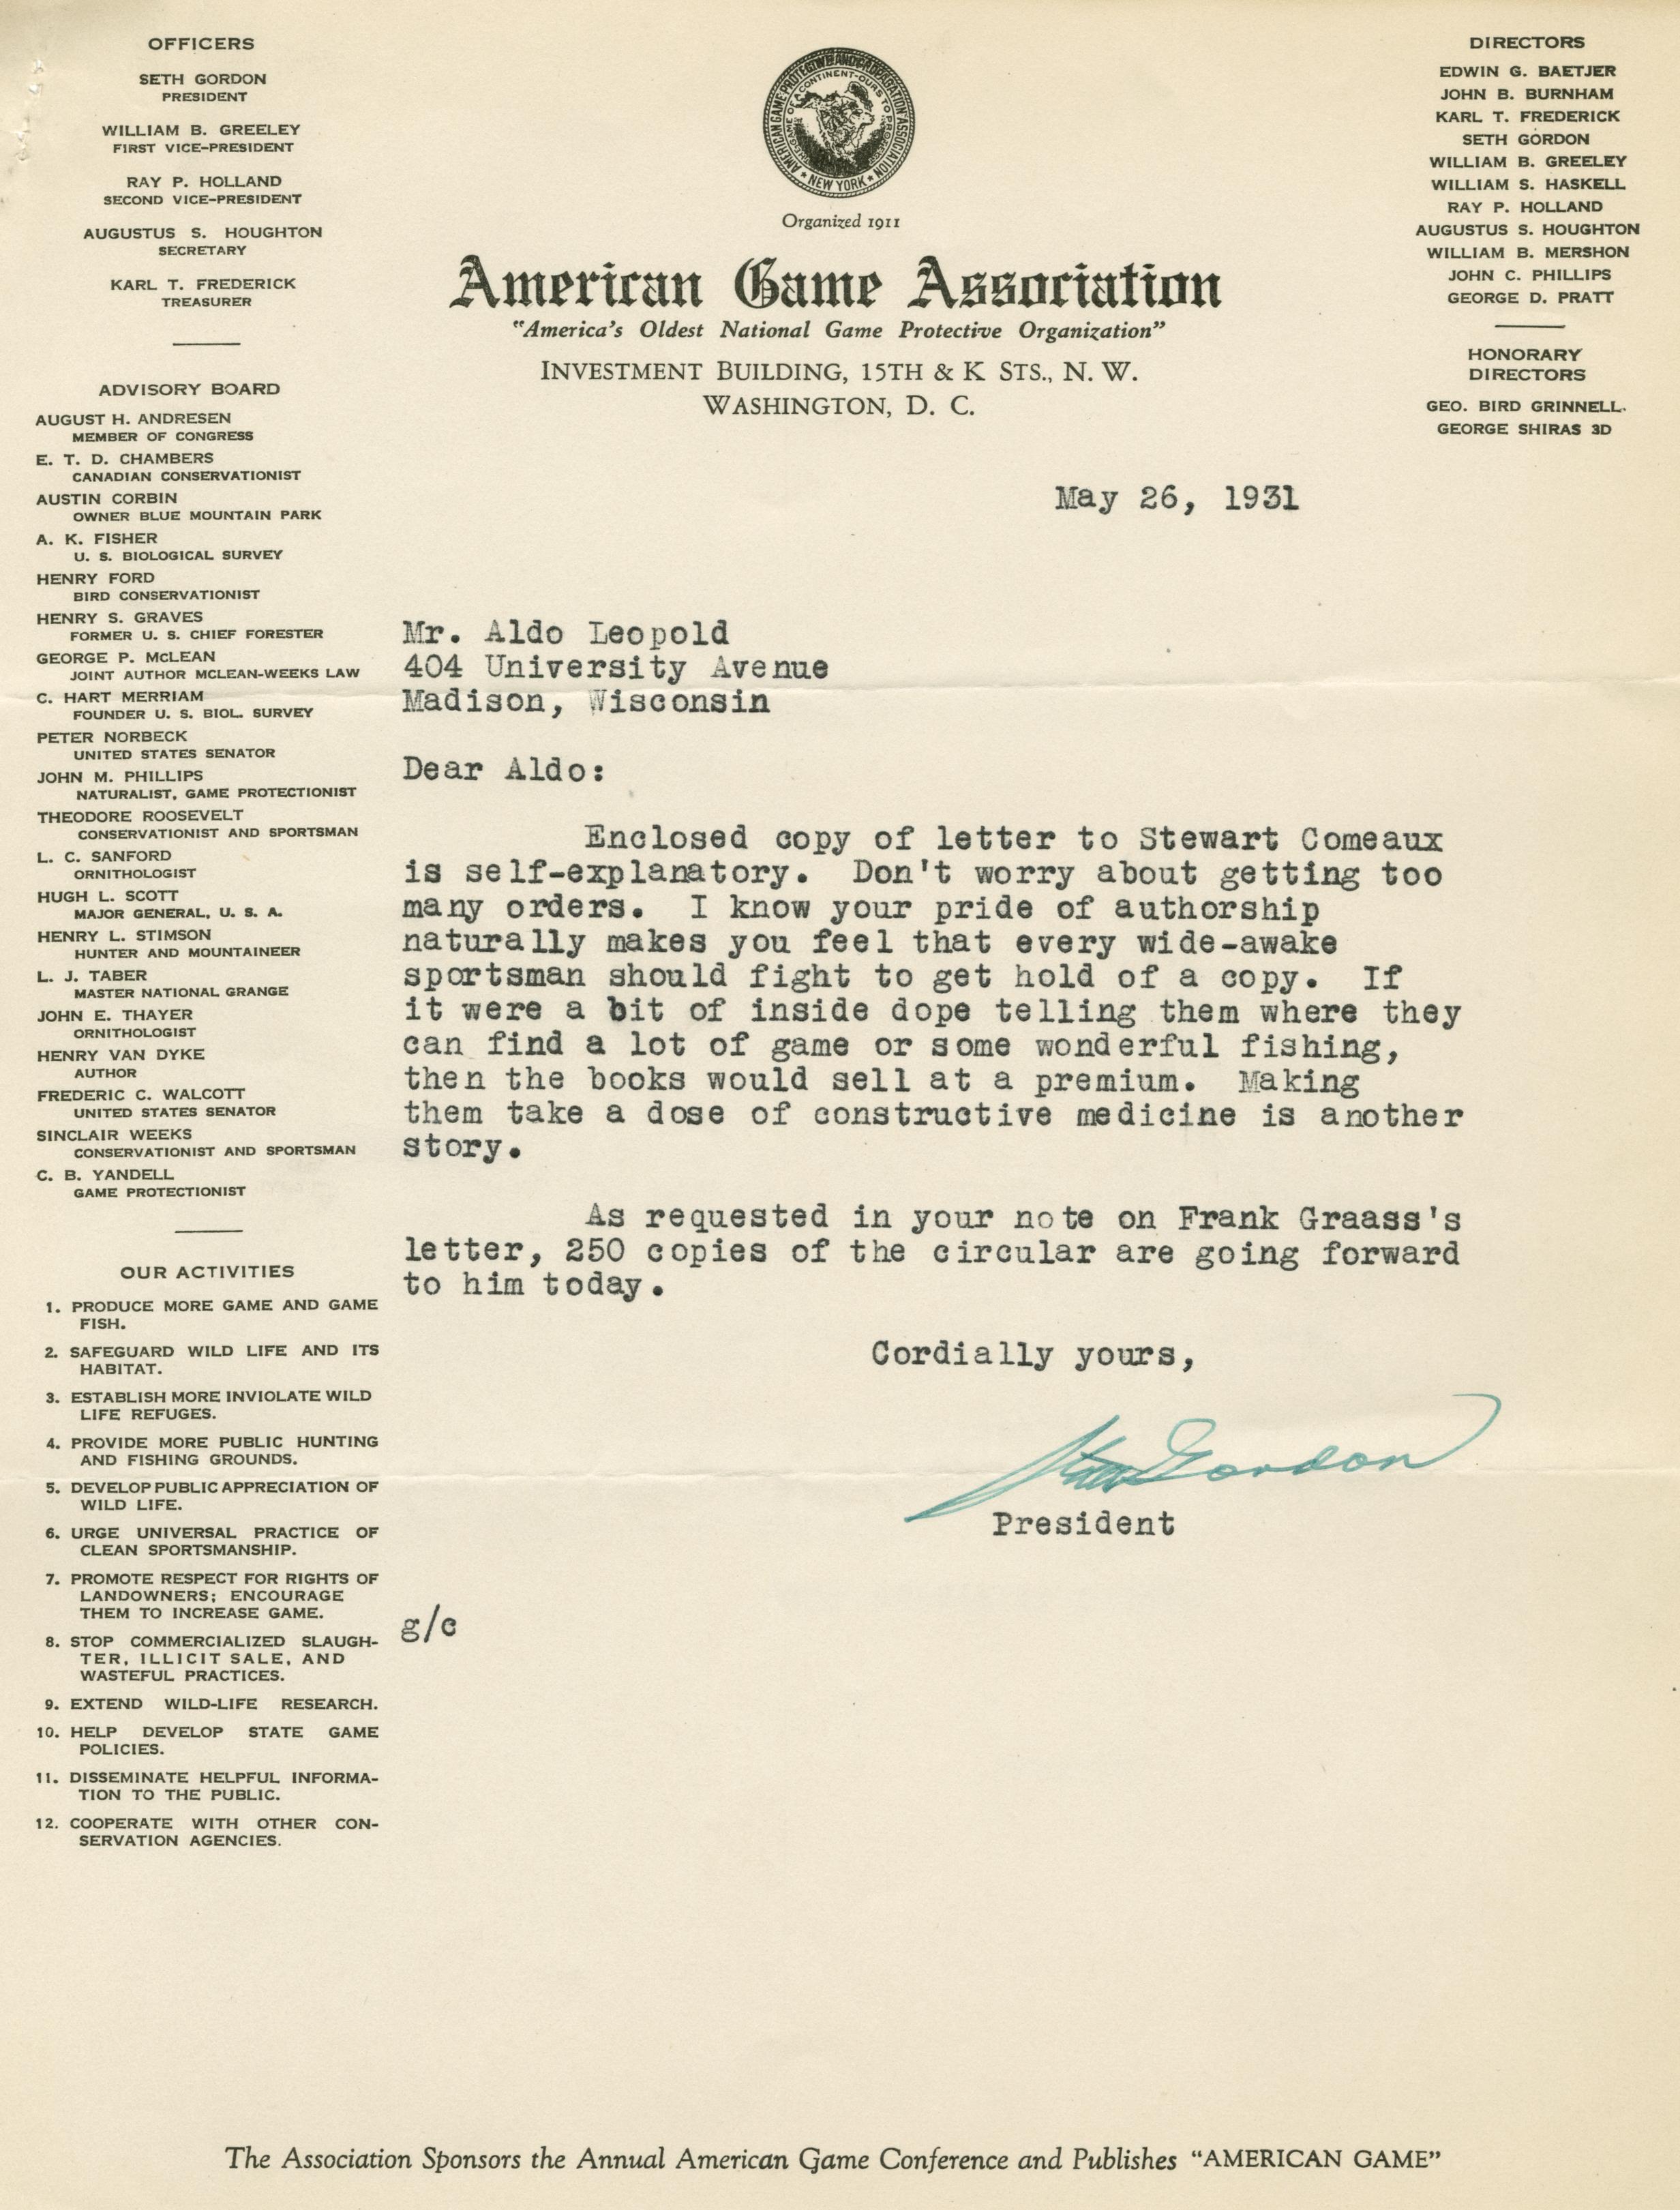 OFFICERS
SETH GORDON
PRESIDENT
WILLIAM B. GREELEY
FIRST VICE-PRESIDENT
RAY P. HOLLAND
SECOND VICE-PRESIDENT
AUGUSTUS S. HOUGHTON
SECRETARY
KARL T. FREDERICK
TREASURER
ADVISORY BOARD
AUGUST H. ANDRESEN
MEMBER OF CONGRESS
E. T. D. CHAMBERS
CANADIAN CONSERVATIONIST
AUSTIN CORBIN
OWNER BLUE MOUNTAIN PARK
A. K. FISHER
U. S. BIOLOGICAL SURVEY
HENRY FORD
BIRD CONSERVATIONIST
HENRY S. GRAVES
FORMER U. S. CHIEF FORESTER
GEORGE P. McLEAN
JOINT AUTHOR MCLEAN-WEEKS LAW
C. HART MERRIAM
FOUNDER U. S. BIOL. SURVEY
PETER NORBECK
UNITED STATES SENATOR
JOHN M. PHILLIPS
NATURALIST, GAME PROTECTIONIST
THEODORE ROOSEVELT
CONSERVATIONIST AND SPORTSMAN
L. C. SANFORD
ORNITHOLOGIST
HUGH L. SCOTT
MAJOR GENERAL, U. S. A.
HENRY L. STIMSON
HUNTER AND MOUNTAINEER
L. J. TABER
MASTER NATIONAL GRANGE
JOHN E. THAYER
ORNITHOLOGIST
HENRY VAN DYKE
AUTHOR
FREDERIC C. WALCOTT
UNITED STATES SENATOR
SINCLAIR WEEKS
CONSERVATIONIST AND SPORTSMAN
C. B. YANDELL
GAME PROTECTIONIST
OUR ACTIVITIES
1. PRODUCE MORE GAME AND GAME
FISH.
2. SAFEGUARD WILD LIFE AND ITS
HABITAT.
3. ESTABLISH MORE INVIOLATE WILD
LIFE REFUGES.
4. PROVIDE MORE PUBLIC HUNTING
AND FISHING GROUNDS.
5. DEVELOP PUBLIC APPRECIATION OF
WILD LIFE.
6. URGE UNIVERSAL PRACTICE OF
CLEAN SPORTSMANSHIP.
7. PROMOTE RESPECT FOR RIGHTS OF
LANDOWNERS; ENCOURAGE
THEM TO INCREASE GAME.
8. STOP COMMERCIALIZED SLAUGH-
TER, ILLICIT SALE, AND
WASTEFUL PRACTICES.
9. EXTEND WILD-LIFE RESEARCH.
10. HELP DEVELOP STATE GAME
POLICIES.
11. DISSEMINATE HELPFUL INFORMA-
TION TO THE PUBLIC.
12. COOPERATE WITH OTHER CON-
SERVATION AGENCIES.
AMERICAN GAME PROTECTIVE AND PROPAGATION ASSOCIATION
★ NEW YORK ★
Organized 1911
American Game Association
"America's Oldest National Game Protective Organization"
INVESTMENT BUILDING, 15TH & K STS., N. W.
WASHINGTON, D. C.
DIRECTORS
EDWIN G. BAETJER
JOHN B. BURNHAM
KARL T. FREDERICK
SETH GORDON
WILLIAM B. GREELEY
WILLIAM S. HASKELL
RAY P. HOLLAND
AUGUSTUS S. HOUGHTON
WILLIAM B. MERSHON
JOHN C. PHILLIPS
GEORGE D. PRATT
HONORARY
DIRECTORS
GEO. BIRD GRINNELL.
GEORGE SHIRAS 3D
May 26, 1931
Mr. Aldo Leopold
404 University Avenue
Madison, Wisconsin
Dear Aldo:
Enclosed copy of letter to Stewart Comeaux
is self-explanatory. Don't worry about getting too
many orders. I know your pride of authorship
naturally makes you feel that every wide-awake
sportsman should fight to get hold of a copy. If
it were a bit of inside dope telling them where they
can find a lot of game or some wonderful fishing,
then the books would sell at a premium. Making
them take a dose of constructive medicine is another
story.
As requested in your note on Frank Graass's
letter, 250 copies of the circular are going forward
to him today.
Cordially yours,
Seth Gordon
President
g/c
The Association Sponsors the Annual American Game Conference and Publishes "AMERICAN GAME"